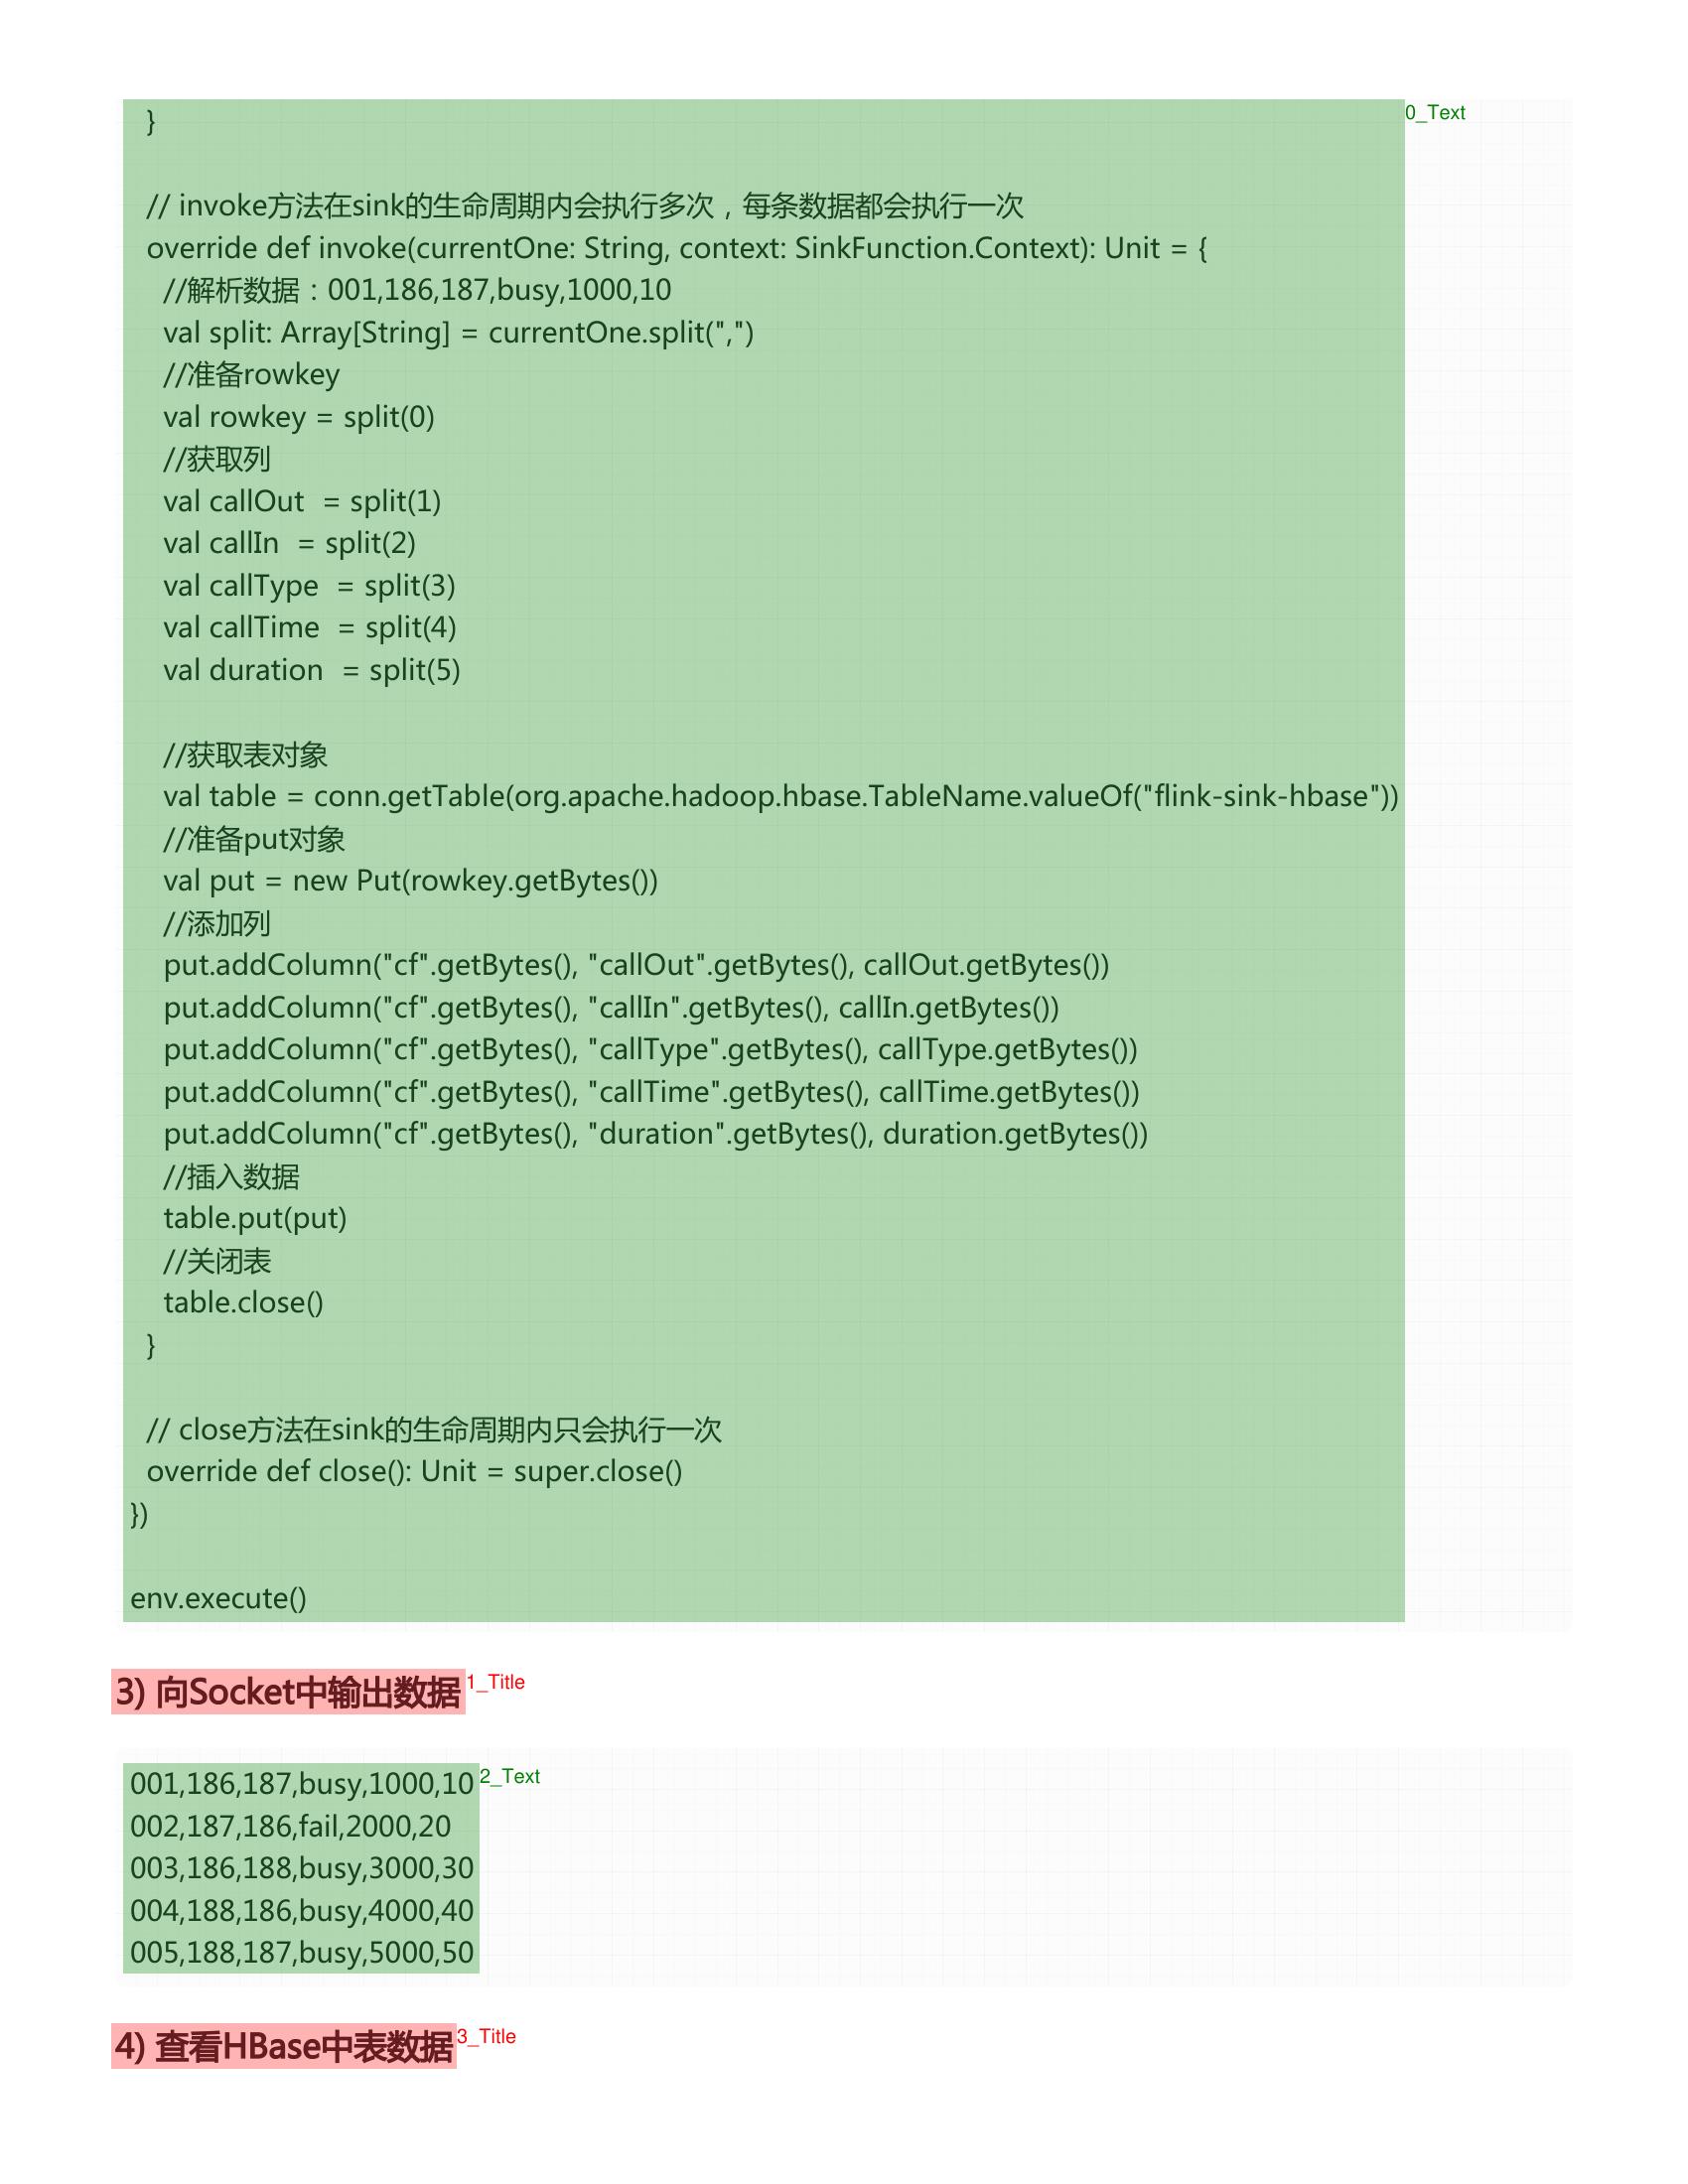 }
// invoke方法在sink的生命周期内会执行多次，每条数据都会执行一次
override def invoke(currentOne: String, context: SinkFunction.Context): Unit = {
//解析数据：001,186,187,busy,1000,10
val split: Array[String] = currentOne.split(",")
//准备rowkey
val rowkey = split(0)
//获取列
val callOut  = split(1)
val callIn  = split(2)
val callType  = split(3)
val callTime  = split(4)
val duration  = split(5)
//获取表对象
val table = conn.getTable(org.apache.hadoop.hbase.TableName.valueOf("flink-sink-hbase"))
//准备put对象
val put = new Put(rowkey.getBytes())
//添加列
put.addColumn("cf".getBytes(), "callOut".getBytes(), callOut.getBytes())
put.addColumn("cf".getBytes(), "callIn".getBytes(), callIn.getBytes())
put.addColumn("cf".getBytes(), "callType".getBytes(), callType.getBytes())
put.addColumn("cf".getBytes(), "callTime".getBytes(), callTime.getBytes())
put.addColumn("cf".getBytes(), "duration".getBytes(), duration.getBytes())
//插入数据
table.put(put)
//关闭表
table.close()
}
// close方法在sink的生命周期内只会执行一次
override def close(): Unit = super.close()
})
env.execute()
0_Text
3) 向Socket中输出数据 1_Title
001,186,187,busy,1000,10 2_Text
002,187,186,fail,2000,20
003,186,188,busy,3000,30
004,188,186,busy,4000,40
005,188,187,busy,5000,50
4) 查看HBase中表数据 3_Title